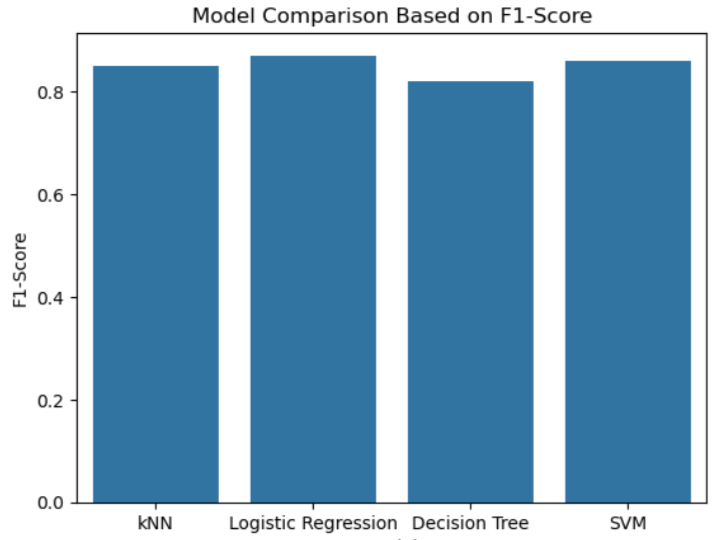 Model Comparison Based on F1-Score
F1-Score
0.8
0.6
0.4
0.2
0.0
kNN Logistic Regression Decision Tree SVM